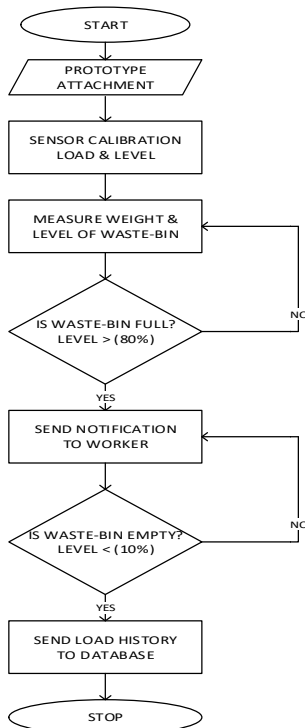 START
PROTOTYPE
ATTACHMENT
SENSOR CALIBRATION
LOAD & LEVEL
MEASURE WEIGHT &
LEVEL OF WASTE-BIN
IS WASTE-BIN FULL?
LEVEL > (80%)
NO
YES
SEND NOTIFICATION
TO WORKER
IS WASTE-BIN EMPTY?
LEVEL < (10%)
NO
YES
SEND LOAD HISTORY
TO DATABASE
STOP